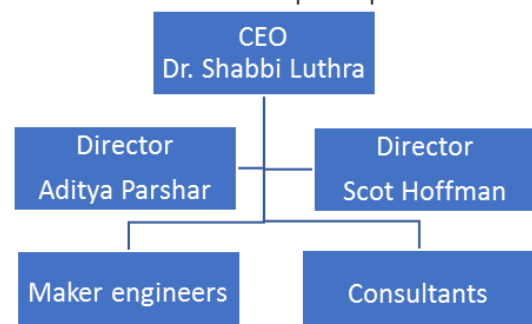 CEO
Dr. Shabbi Luthra
Director
Aditya Parshar
Director
Scot Hoffman
Maker engineers
Consultants